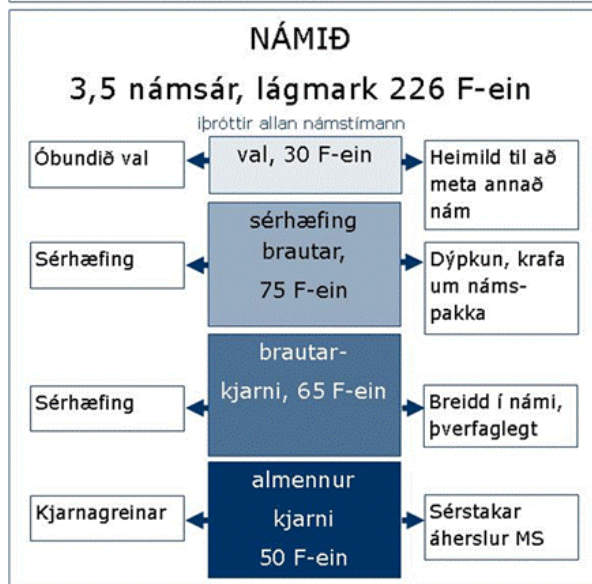 NÁMIÐ
3,5 námsár, lágmark 226 F-ein
íþróttir allan námstímann
Óbundið val
val, 30 F-ein
Heimild til að
meta annað
nám
Sérhæfing
sérhæfing
brautar,
75 F-ein
Dýpkun, krafa
um náms-
pakka
Sérhæfing
brautar-
kjarni, 65 F-ein
Breidd í námi,
þverfaglegt
Kjarnagreinar
almennur
kjarni
50 F-ein
Sérstakar
áherslur MS